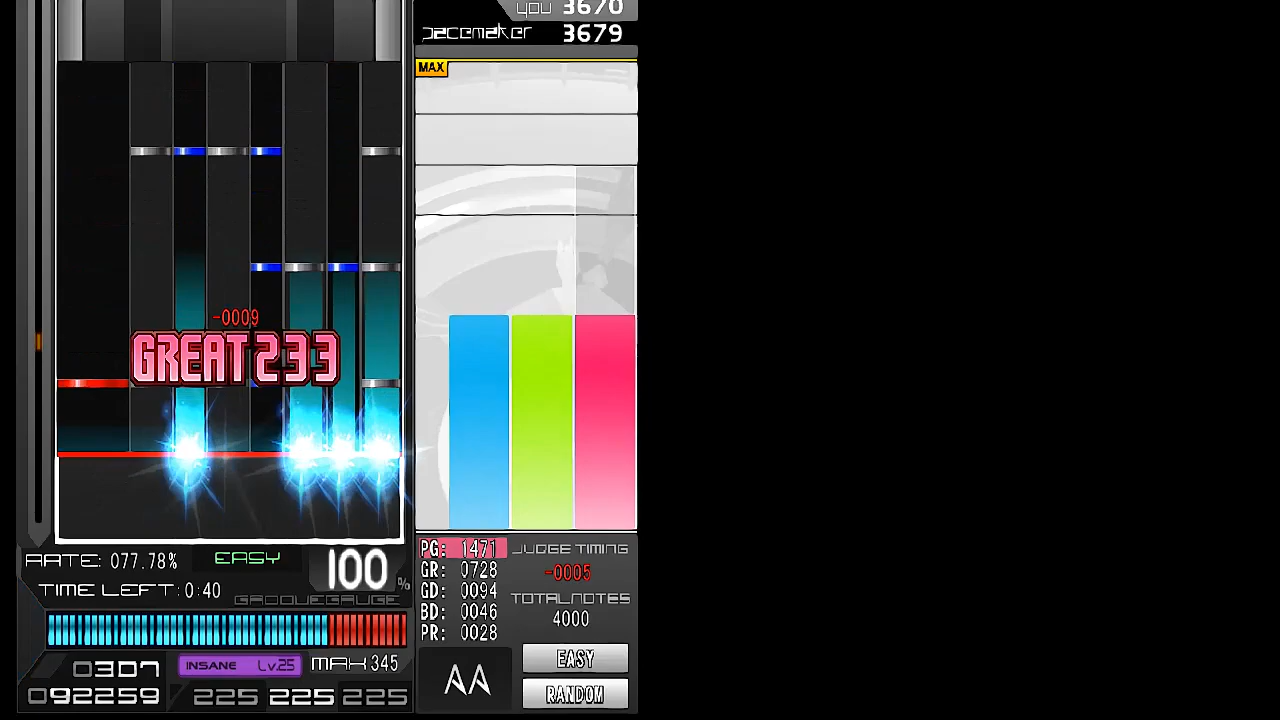 you 3670
pacemaker 3679
MAX
-0009
GREAT 233
RATE: 077.78% EASY 100%
TIME LEFT: 0:40
GROOVEGAUGE
0307 INSANE Lv.25 MAX 345
092259 225 225 225
PG: 1471 JUDGE TIMING
GR: 0728 -0005
GD: 0094 TOTALNOTES
BD: 0046 4000
PR: 0028
AA
EASY
RANDOM